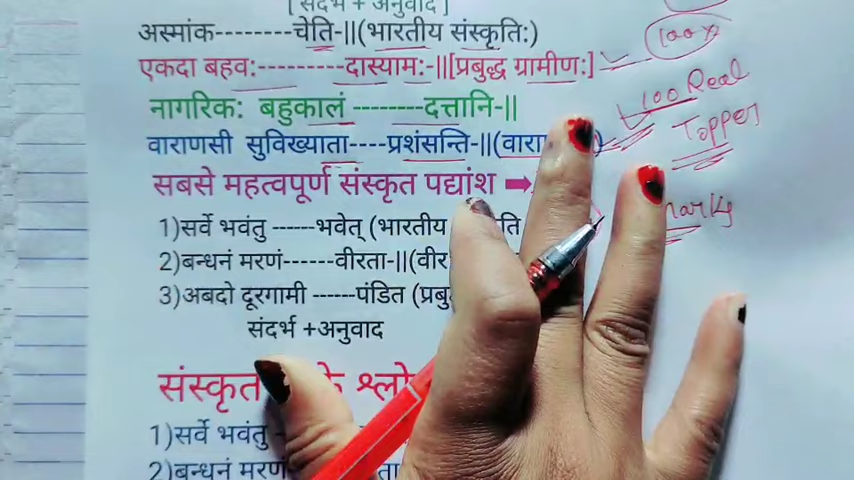 [ संदर्भ + अनुवाद ]
अस्मांक--------चेति-||(भारतीय संस्कृति:)
एकदा बहव:---------दास्याम:-||[प्रबुद्ध ग्रामीण:]
नागरिक: बहुकालं --------दत्तानि-||
वाराणसी सुविख्याता----प्रशंसन्ति-||(वारा
सबसे महत्वपूर्ण संस्कृत पद्यांश ➡
1)सर्वे भवंतु ------भवेत् (भारतीय
2)बन्धनं मरणं-------वीरता-||(वीर
3)अबदो दूरगामी ------पंडित (प्रबु
संदर्भ +अनुवाद
संस्कृत के श्लो
1)सर्वे भवंतु
2)बन्धनं मरणं
100%
100 Real
Topper
marks